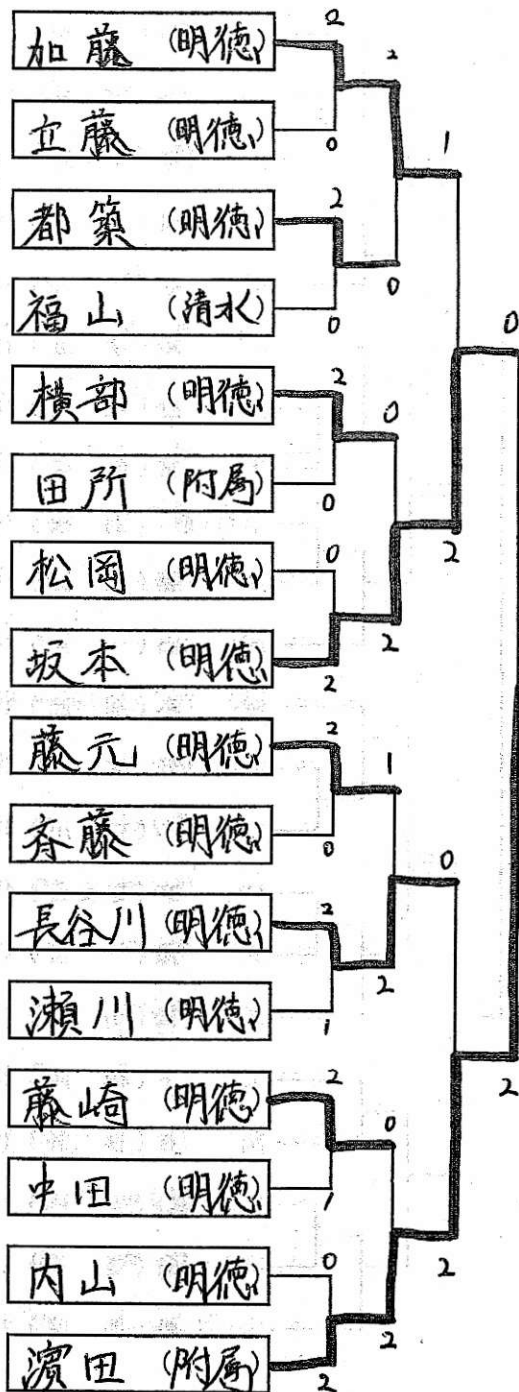 加藤 (明徳) 2
2
立藤 (明徳) 0
1
都築 (明徳) 2
0
福山 (清水) 0
0
横部 (明徳) 2
0
田所 (附属) 0
2
松岡 (明徳) 0
2
坂本 (明徳) 2
藤元 (明徳) 2
1
斉藤 (明徳) 0
0
長谷川 (明徳) 2
2
瀬川 (明徳) 1
2
藤崎 (明徳) 2
0
中田 (明徳) 1
2
内山 (明徳) 0
2
濱田 (附属) 2